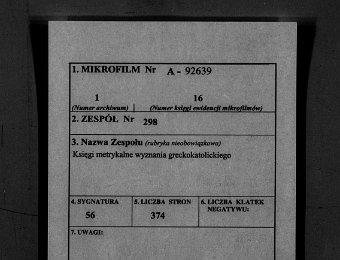 1. MIKROFILM Nr A - 92639
1 16
(Numer archiwum) (Numer księgi ewidencji mikrofilmów)
2. ZESPÓŁ Nr 298
3. Nazwa Zespołu (rubryka nieobowiązkowa)
Księgi metrykalne wyznania greckokatolickiego
4. SYGNATURA 5. LICZBA STRON 6. LICZBA KLATEK
NEGATYWU:
56 374
7. UWAGI: